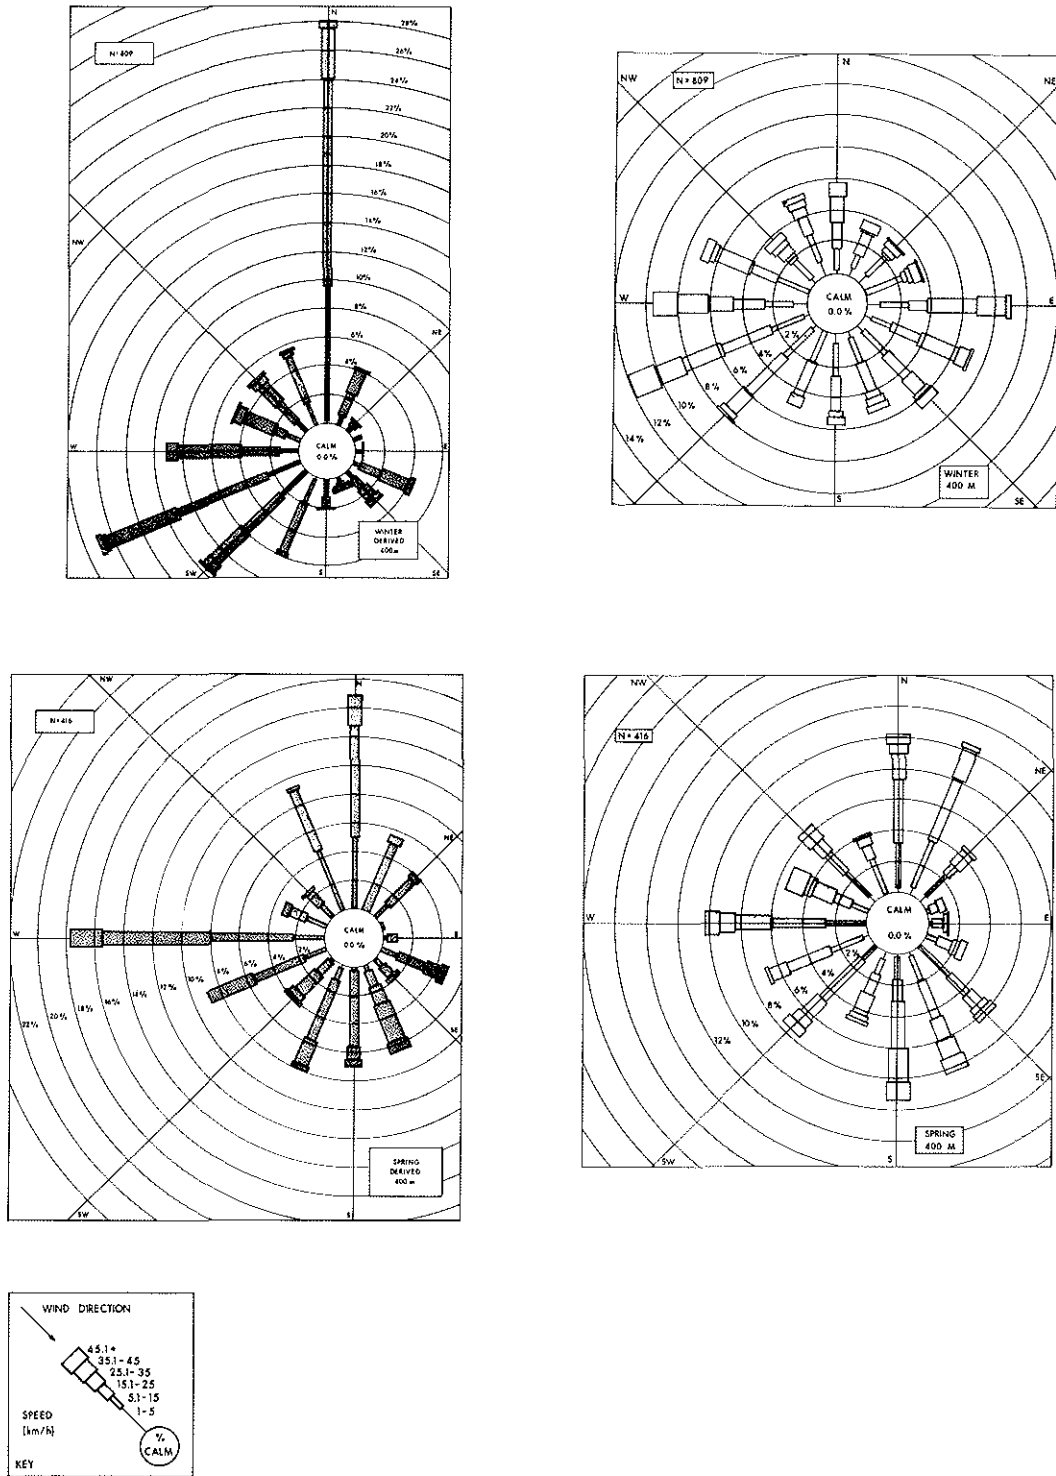 N
28%
N=809
26%
24%
22%
20%
18%
16%
14%
12%
10%
8%
6%
4%
NW
NE
W
E
CALM
0.0%
WINTER
DERIVED
400m
SW
S
SE
N
NW
NE
N = 809
W
E
CALM
0.0%
2%
4%
6%
8%
10%
12%
14%
WINTER
400 M
S
SE
NW
N
N=416
NE
CALM
0.0%
W
E
2%
4%
6%
8%
10%
12%
14%
16%
18%
20%
22%
SE
SPRING
DERIVED
400 m
SW
S
NW
N
N = 416
NE
CALM
0.0%
W
E
2%
4%
6%
8%
10%
12%
SE
SPRING
400 M
SW
S
WIND DIRECTION
45.1+
35.1-45
25.1-35
15.1-25
5.1-15
1-5
SPEED
[km/h]
%
CALM
KEY